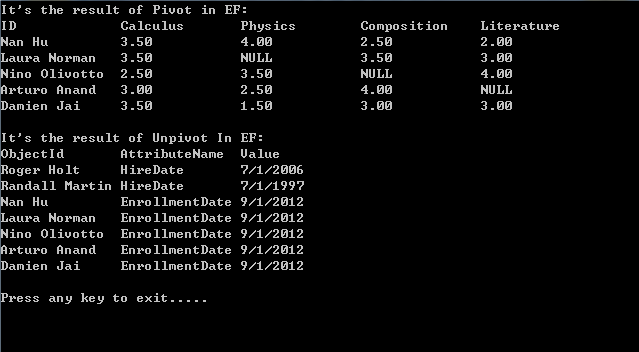 It's the result of Pivot in EF:
ID Calculus Physics Composition Literature
Nan Hu 3.50 4.00 2.50 2.00
Laura Norman 3.50 NULL 3.50 3.00
Nino Olivotto 2.50 3.50 NULL 4.00
Arturo Anand 3.00 2.50 4.00 NULL
Damien Jai 3.50 1.50 3.00 3.00
It's the result of Unpivot In EF:
ObjectId AttributeName Value
Roger Holt HireDate 7/1/2006
Randall Martin HireDate 7/1/1997
Nan Hu EnrollmentDate 9/1/2012
Laura Norman EnrollmentDate 9/1/2012
Nino Olivotto EnrollmentDate 9/1/2012
Arturo Anand EnrollmentDate 9/1/2012
Damien Jai EnrollmentDate 9/1/2012
Press any key to exit.....